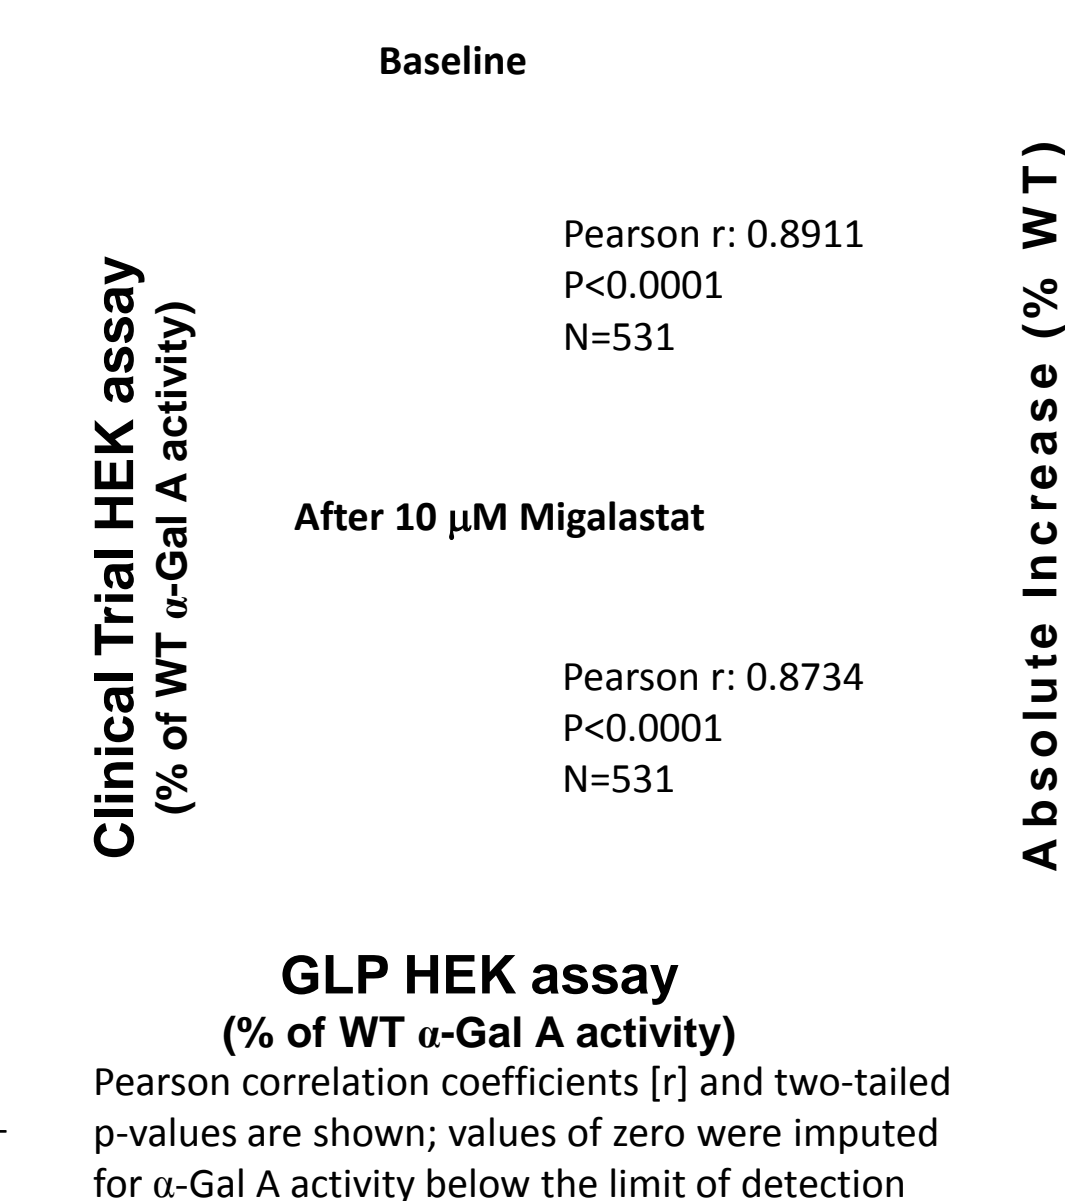 Baseline
Pearson r: 0.8911
P<0.0001
N=531
Clinical Trial HEK assay
(% of WT α-Gal A activity)
After 10 μM Migalastat
Pearson r: 0.8734
P<0.0001
N=531
GLP HEK assay
(% of WT α-Gal A activity)
Pearson correlation coefficients [r] and two-tailed
p-values are shown; values of zero were imputed
for α-Gal A activity below the limit of detection
Absolute Increase (% WT)